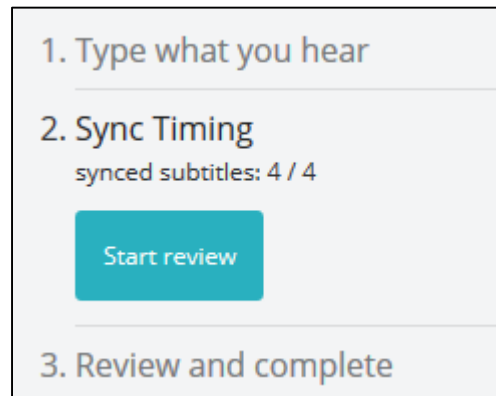 1. Type what you hear
2. Sync Timing
synced subtitles: 4 / 4
Start review
3. Review and complete